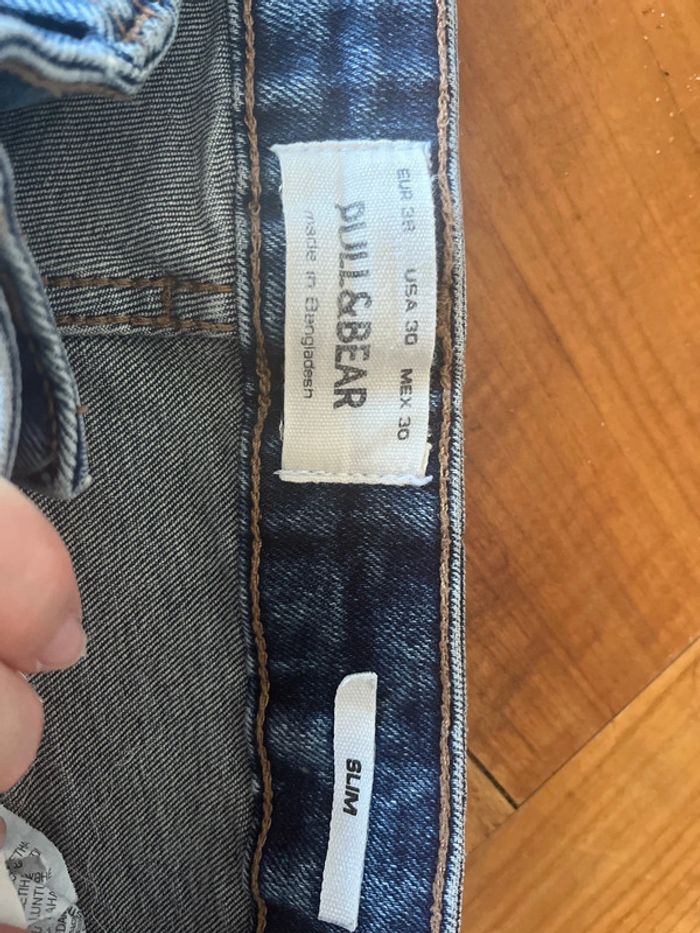 EUR 38 USA 30 MEX 30
PULL&BEAR
made in Bangladesh
SLIM